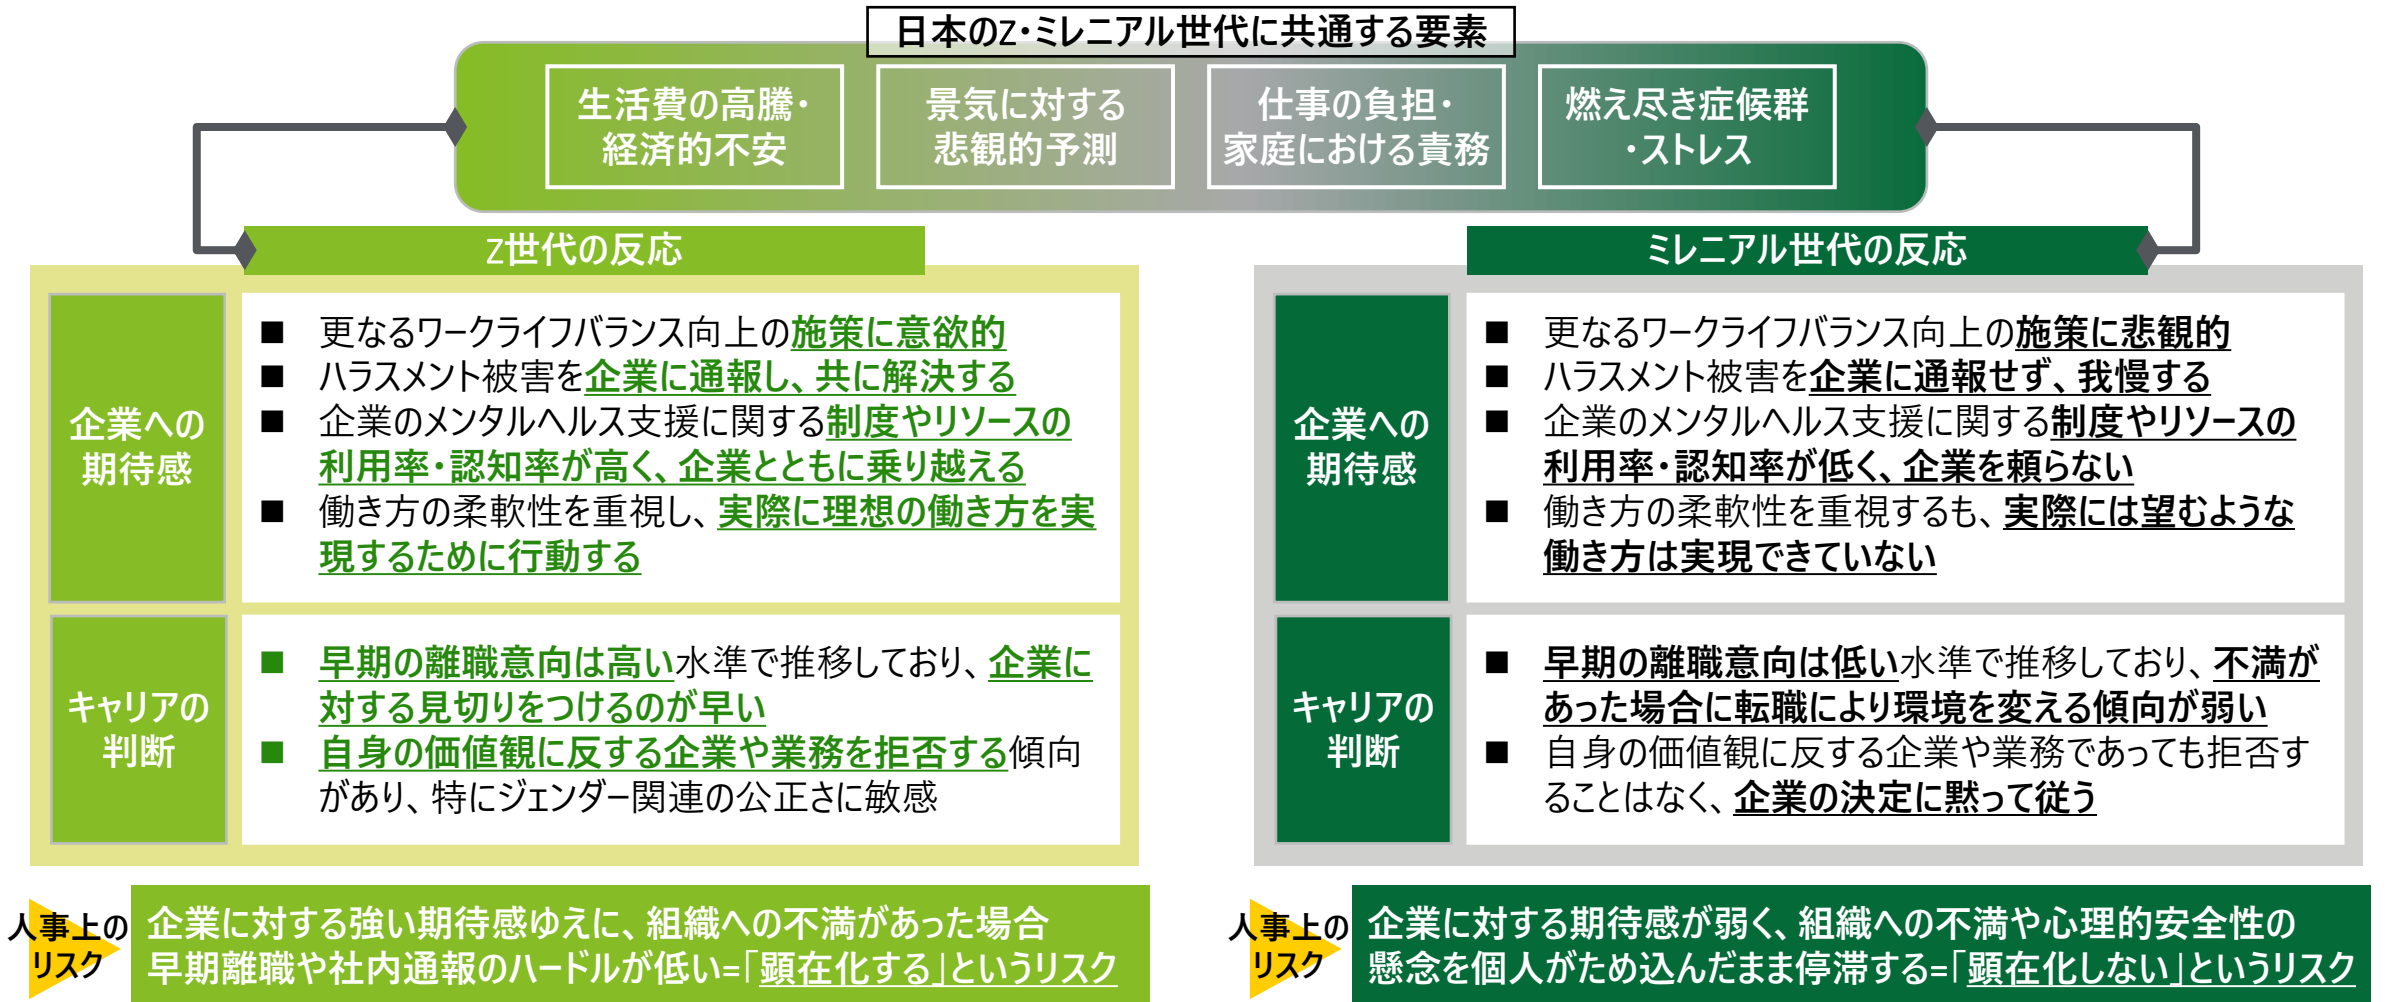 日本のZ・ミレニアル世代に共通する要素
生活費の高騰・
経済的不安
景気に対する
悲観的予測
仕事の負担・
家庭における責務
燃え尽き症候群
・ストレス
Z世代の反応
企業への
期待感
■ 更なるワークライフバランス向上の施策に意欲的
■ ハラスメント被害を企業に通報し、共に解決する
■ 企業のメンタルヘルス支援に関する制度やリソースの
利用率・認知率が高く、企業とともに乗り越える
■ 働き方の柔軟性を重視し、実際に理想の働き方を実
現するために行動する
キャリアの
判断
■ 早期の離職意向は高い水準で推移しており、企業に
対する見切りをつけるのが早い
■ 自身の価値観に反する企業や業務を拒否する傾向
があり、特にジェンダー関連の公正さに敏感
人事上の
リスク
企業に対する強い期待感ゆえに、組織への不満があった場合
早期離職や社内通報のハードルが低い=「顕在化する」というリスク
ミレニアル世代の反応
企業への
期待感
■ 更なるワークライフバランス向上の施策に悲観的
■ ハラスメント被害を企業に通報せず、我慢する
■ 企業のメンタルヘルス支援に関する制度やリソースの
利用率・認知率が低く、企業を頼らない
■ 働き方の柔軟性を重視するも、実際には望むような
働き方は実現できていない
キャリアの
判断
■ 早期の離職意向は低い水準で推移しており、不満が
あった場合に転職により環境を変える傾向が弱い
■ 自身の価値観に反する企業や業務であっても拒否す
ることはなく、企業の決定に黙って従う
人事上の
リスク
企業に対する期待感が弱く、組織への不満や心理的安全性の
懸念を個人がため込んだまま停滞する=「顕在化しない」というリスク